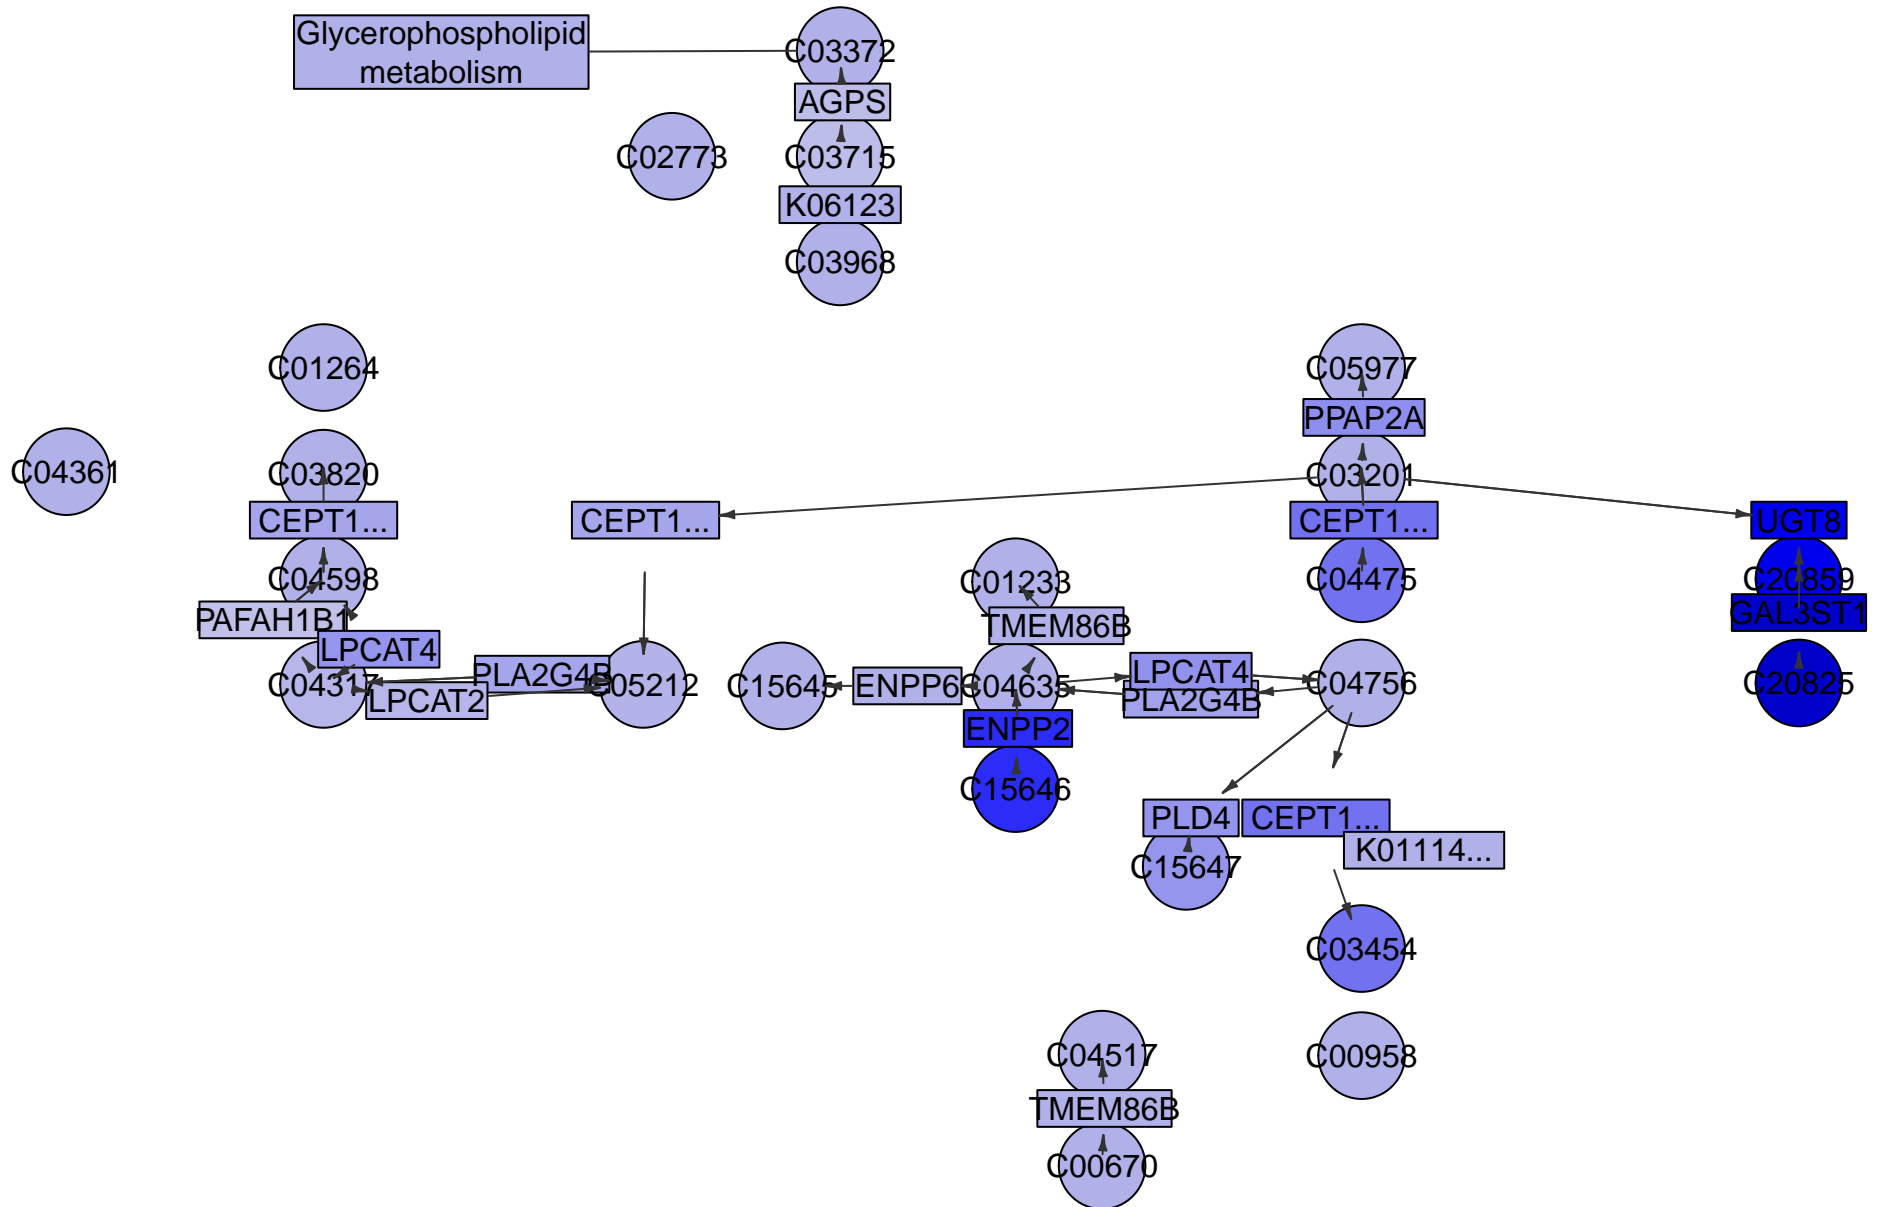 Glycerophospholipid
metabolism
C03372
AGPS
C02773
C03715
K06123
C03968
C01264
C05977
PPAP2A
C04361
C03820
C03201
CEPT1...
CEPT1...
CEPT1...
UGT8
C04598
C01233
C04475
C20859
PAFAH1B1
TMEM86B
GAL3ST1
LPCAT4
C04317
PLA2G4B
C05212
LPCAT2
C15645
ENPP6
C04635
LPCAT4
PLA2G4B
C04756
C20825
ENPP2
C15646
PLD4
CEPT1...
K01114...
C15647
C03454
C04517
C00958
TMEM86B
C00670